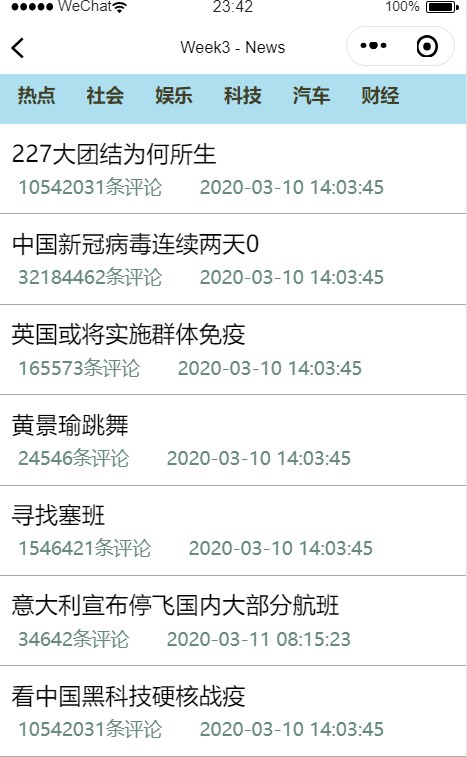 WeChat 23:42 100%
Week3 - News
热点 社会 娱乐 科技 汽车 财经
227大团结为何所生
10542031条评论 2020-03-10 14:03:45
中国新冠病毒连续两天0
32184462条评论 2020-03-10 14:03:45
英国或将实施群体免疫
165573条评论 2020-03-10 14:03:45
黄景瑜跳舞
24546条评论 2020-03-10 14:03:45
寻找塞班
1546421条评论 2020-03-10 14:03:45
意大利宣布停飞国内大部分航班
34642条评论 2020-03-11 08:15:23
看中国黑科技硬核战疫
10542031条评论 2020-03-10 14:03:45